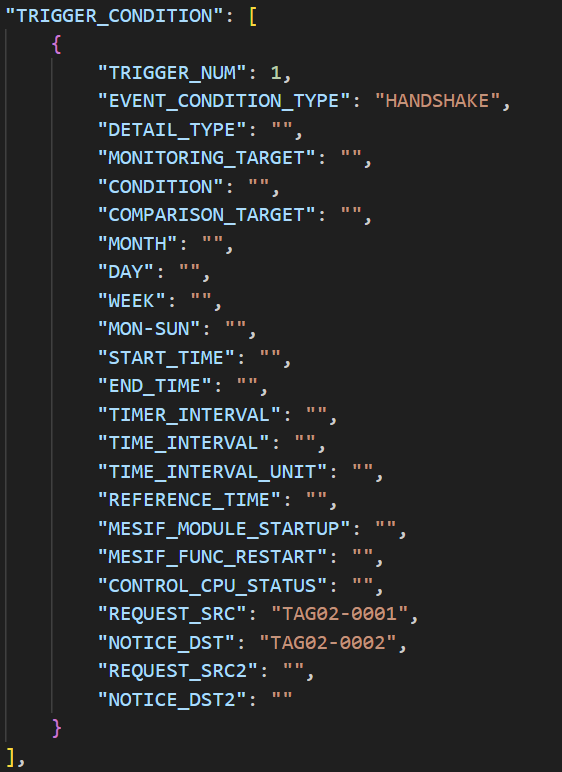 "TRIGGER_CONDITION": [
{
"TRIGGER_NUM": 1,
"EVENT_CONDITION_TYPE": "HANDSHAKE",
"DETAIL_TYPE": "",
"MONITORING_TARGET": "",
"CONDITION": "",
"COMPARISON_TARGET": "",
"MONTH": "",
"DAY": "",
"WEEK": "",
"MON-SUN": "",
"START_TIME": "",
"END_TIME": "",
"TIMER_INTERVAL": "",
"TIME_INTERVAL": "",
"TIME_INTERVAL_UNIT": "",
"REFERENCE_TIME": "",
"MESIF_MODULE_STARTUP": "",
"MESIF_FUNC_RESTART": "",
"CONTROL_CPU_STATUS": "",
"REQUEST_SRC": "TAG02-0001",
"NOTICE_DST": "TAG02-0002",
"REQUEST_SRC2": "",
"NOTICE_DST2": ""
}
],